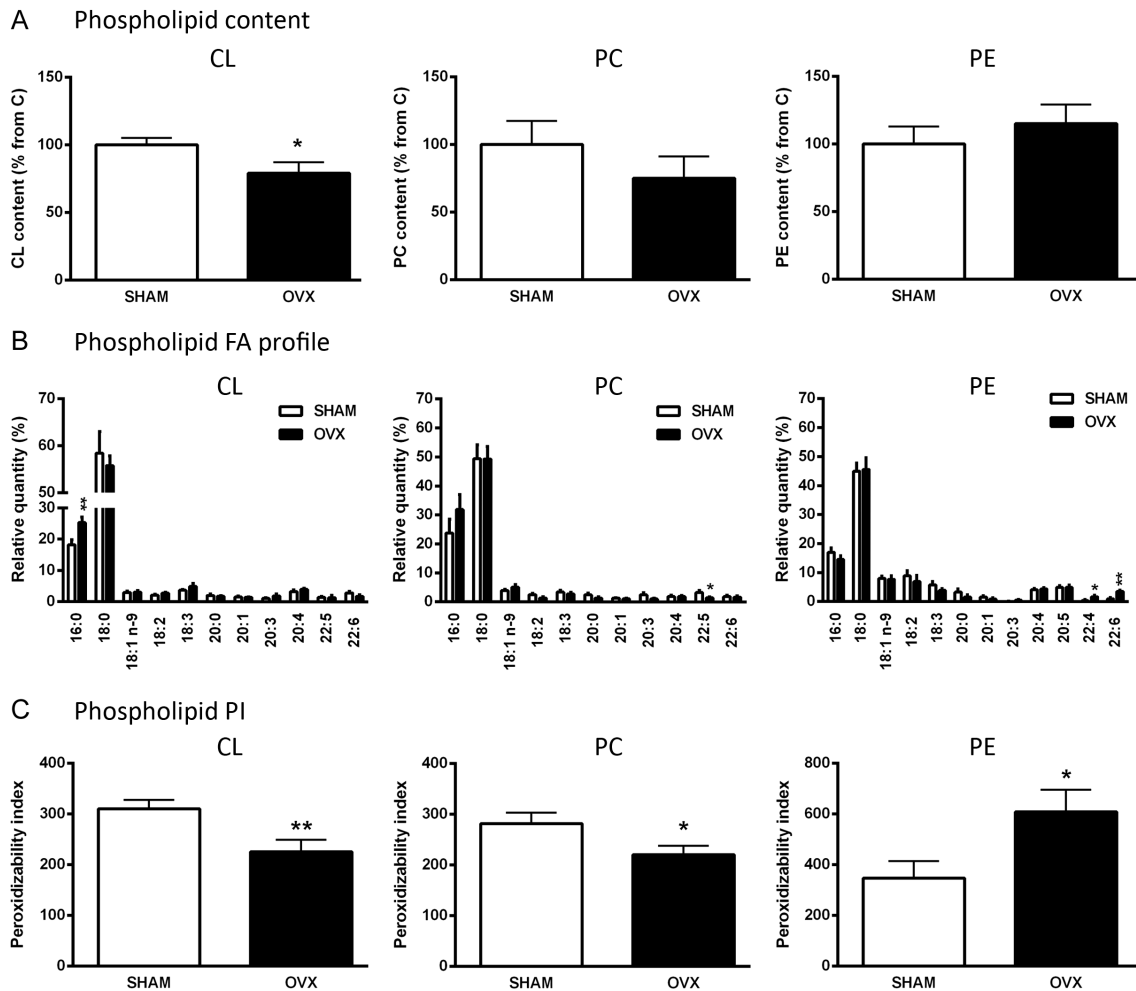 A Phospholipid content
CL
PC
PE
CL content (% from C)
150
100
50
0
SHAM OVX
*
PC content (% from C)
150
100
50
0
SHAM OVX
PE content (% from C)
150
100
50
0
SHAM OVX
B Phospholipid FA profile
CL
PC
PE
Relative quantity (%)
70
60
50
30
20
10
0
SHAM
OVX
**
16:0 18:0 18:1 n-9 18:2 18:3 20:0 20:1 20:3 20:4 22:5 22:6
Relative quantity (%)
70
60
50
40
30
20
10
0
SHAM
OVX
*
16:0 18:0 18:1 n-9 18:2 18:3 20:0 20:1 20:3 20:4 22:5 22:6
Relative quantity (%)
70
60
50
40
30
20
10
0
SHAM
OVX
*
**
16:0 18:0 18:1 n-9 18:2 18:3 20:0 20:1 20:3 20:4 20:5 22:4 22:6
C Phospholipid PI
CL
PC
PE
Peroxidizability index
400
300
200
100
0
SHAM OVX
**
Peroxidizability index
400
300
200
100
0
SHAM OVX
*
Peroxidizability index
800
600
400
200
0
SHAM OVX
*